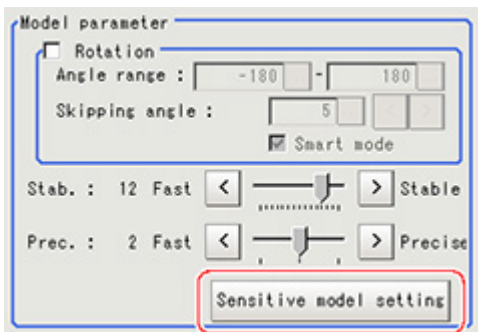 Model parameter
Rotation
Angle range : -180 - 180
Skipping angle : 5 < >
Smart mode
Stab. : 12 Fast < > Stable
Prec. : 2 Fast < > Precise
Sensitive model setting